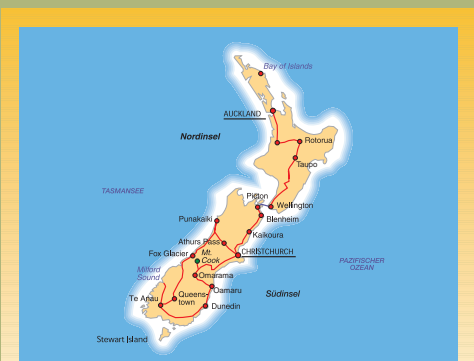 Bay of Islands
AUCKLAND
Nordinsel
Rotorua
Taupo
TASMANSEE
Picton
Wellington
Punakaiki
Blenheim
Kaikoura
Athurs Pass
CHRISTCHURCH
Fox Glacier
Mt.
Cook
PAZIFISCHER
OZEAN
Milford
Sound
Omarama
Oamaru
Südinsel
Te Anau
Queens-
town
Dunedin
Stewart Island